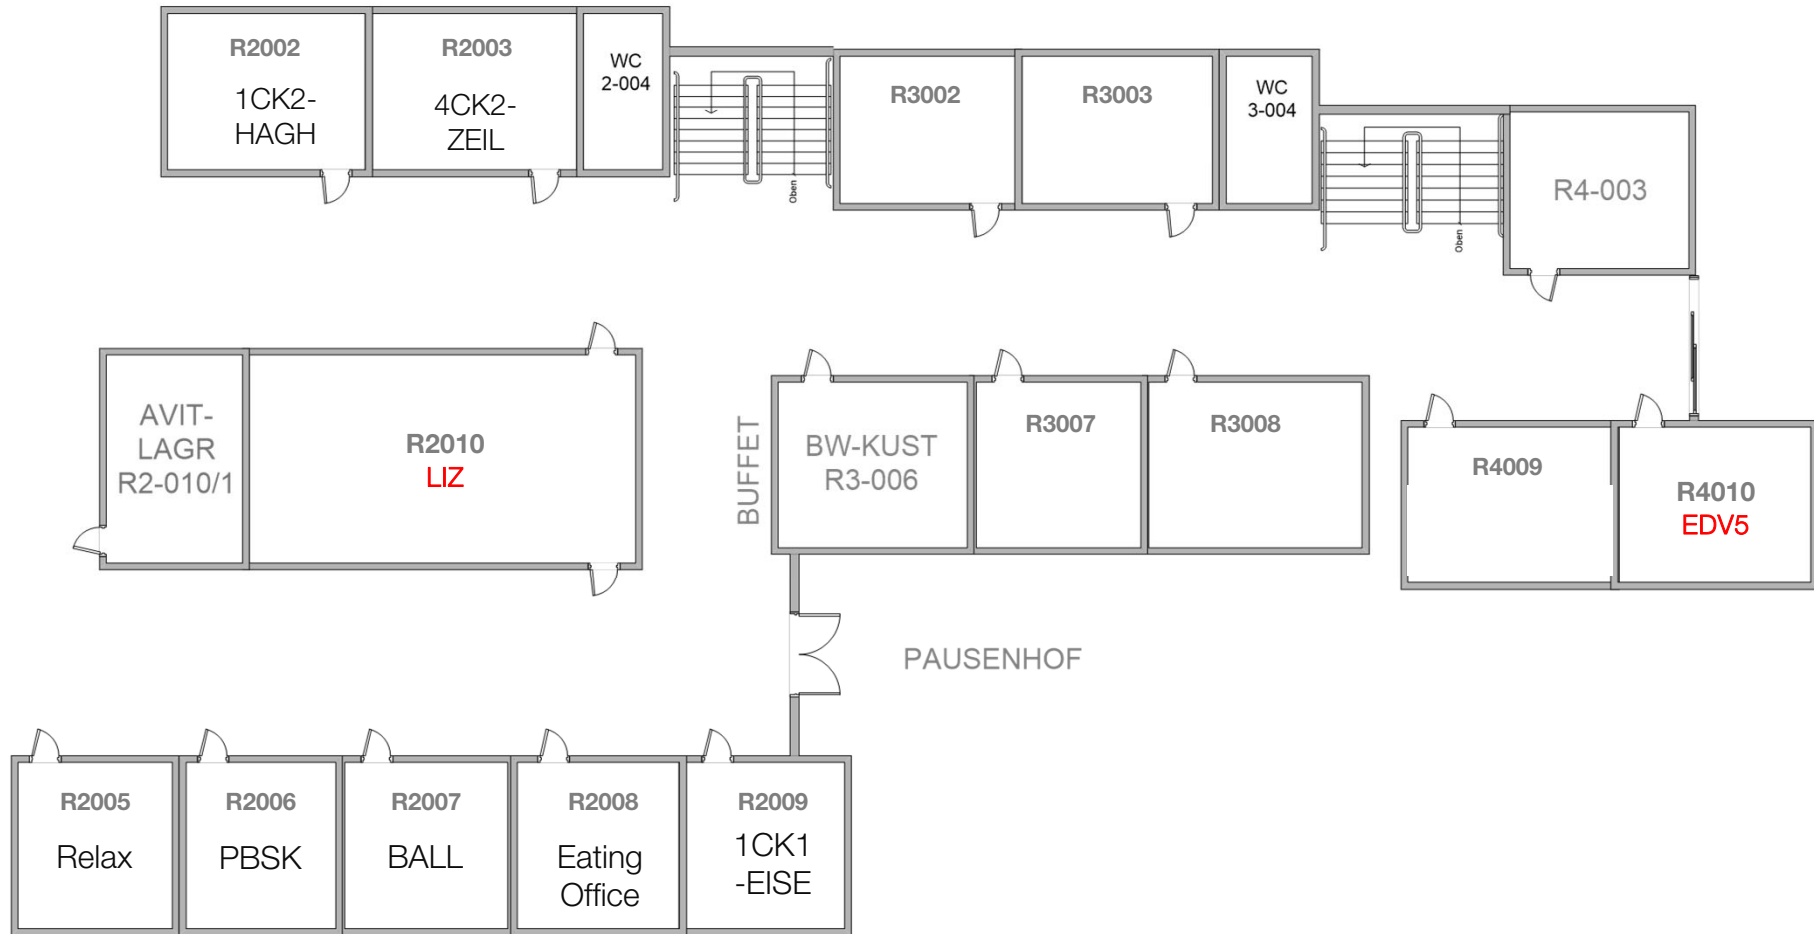 R2002
1CK2-
HAGH
R2003
4CK2-
ZEIL
WC
2-004
Oben
R3002
R3003
WC
3-004
Oben
R4-003
AVIT-
LAGR
R2-010/1
R2010
LIZ
BUFFET
BW-KUST
R3-006
R3007
R3008
R4009
R4010
EDV5
PAUSENHOF
R2005
Relax
R2006
PBSK
R2007
BALL
R2008
Eating
Office
R2009
1CK1
-EISE